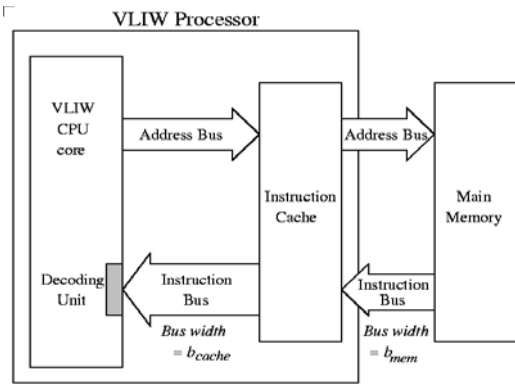 VLIW Processor
VLIW
CPU
core
Address Bus
Address Bus
Instruction
Cache
Main
Memory
Decoding
Unit
Instruction
Bus
Instruction
Bus
Bus width
= b_cache
Bus width
= b_mem